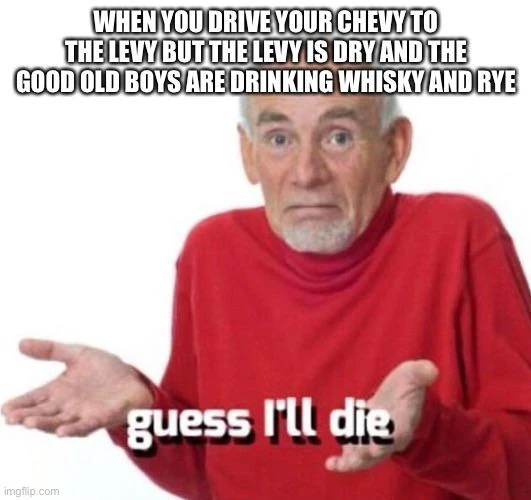 WHEN YOU DRIVE YOUR CHEVY TO
THE LEVY BUT THE LEVY IS DRY AND THE
GOOD OLD BOYS ARE DRINKING WHISKY AND RYE
guess I'll die
imgflip.com